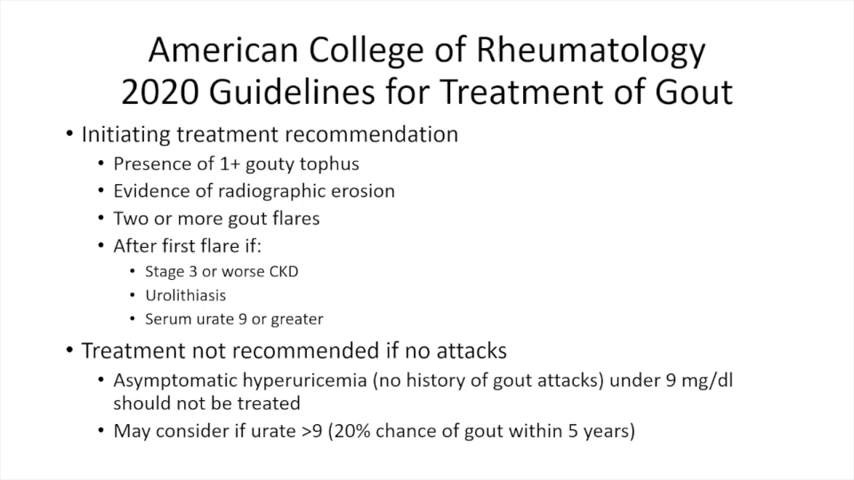 American College of Rheumatology
2020 Guidelines for Treatment of Gout
• Initiating treatment recommendation
• Presence of 1+ gouty tophus
• Evidence of radiographic erosion
• Two or more gout flares
• After first flare if:
• Stage 3 or worse CKD
• Urolithiasis
• Serum urate 9 or greater
• Treatment not recommended if no attacks
• Asymptomatic hyperuricemia (no history of gout attacks) under 9 mg/dl
should not be treated
• May consider if urate >9 (20% chance of gout within 5 years)